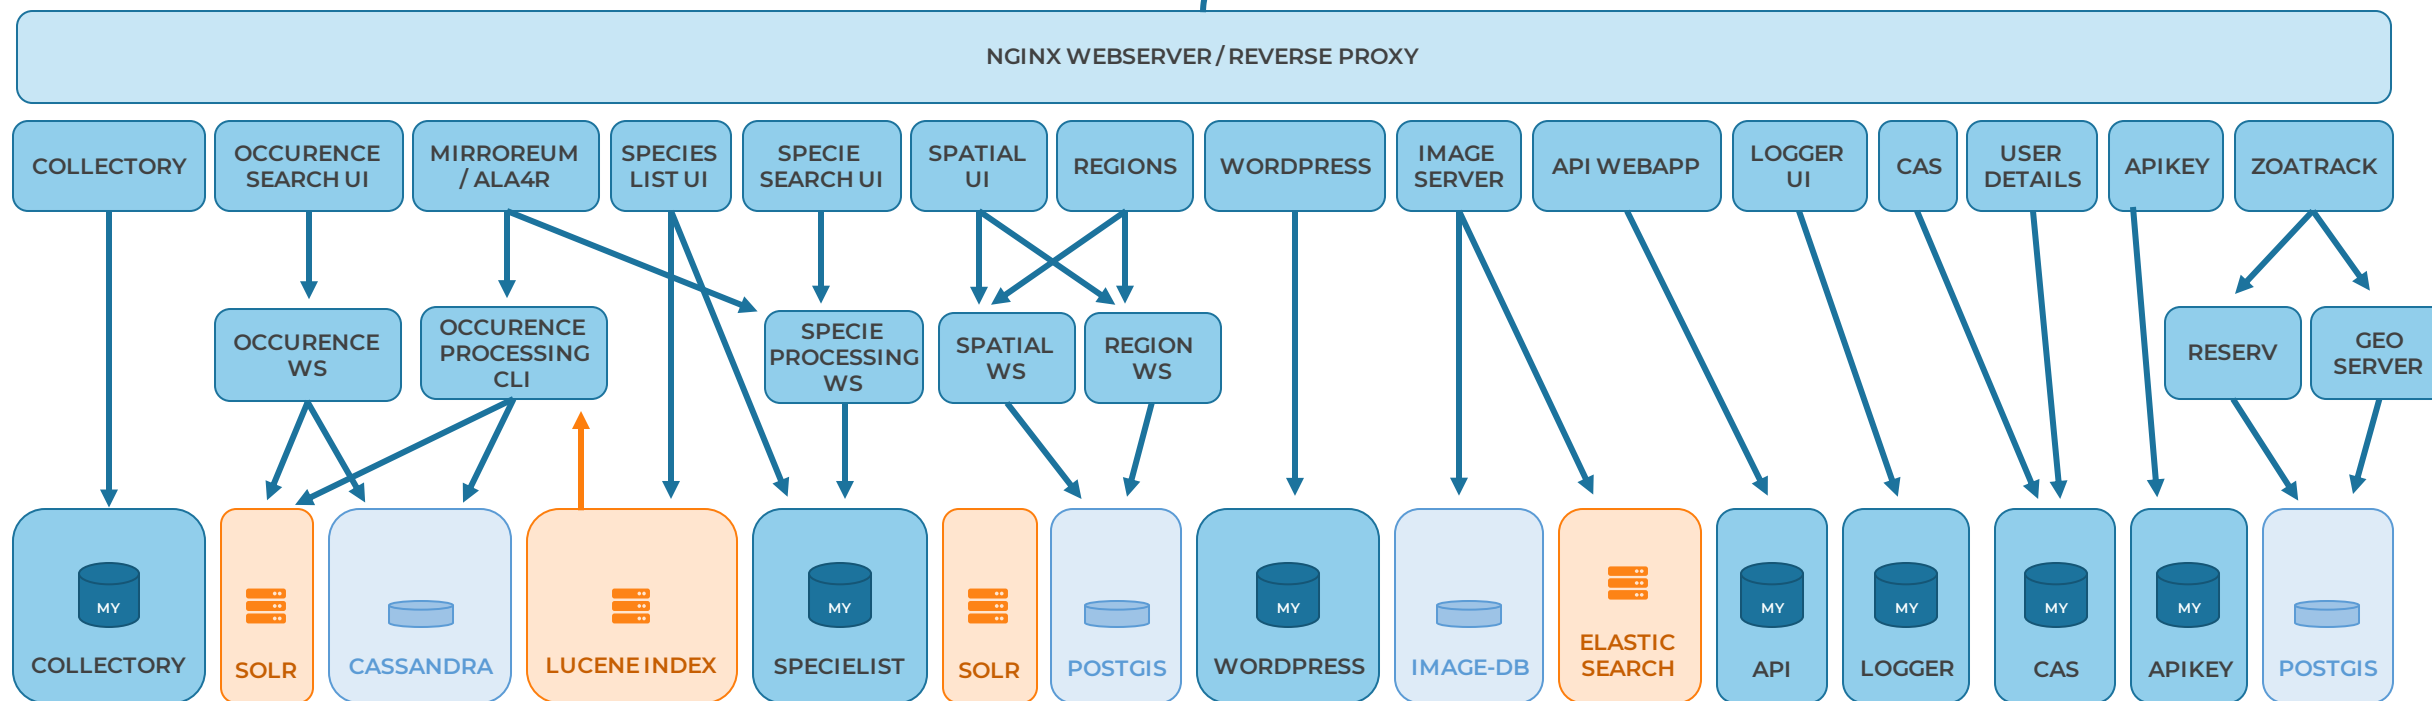 NGINX WEBSERVER / REVERSE PROXY
COLLECTORY
OCCURENCE
SEARCH UI
MIRROREUM
/ ALA4R
SPECIES
LIST UI
SPECIE
SEARCH UI
SPATIAL
UI
REGIONS
WORDPRESS
IMAGE
SERVER
API WEBAPP
LOGGER
UI
CAS
USER
DETAILS
APIKEY
ZOATRACK
OCCURENCE
WS
OCCURENCE
PROCESSING
CLI
SPECIE
PROCESSING
WS
SPATIAL
WS
REGION
WS
RESERV
GEO
SERVER
MY
COLLECTORY
SOLR
CASSANDRA
LUCENE INDEX
MY
SPECIELIST
SOLR
POSTGIS
MY
WORDPRESS
IMAGE-DB
ELASTIC
SEARCH
MY
API
MY
LOGGER
MY
CAS
MY
APIKEY
POSTGIS